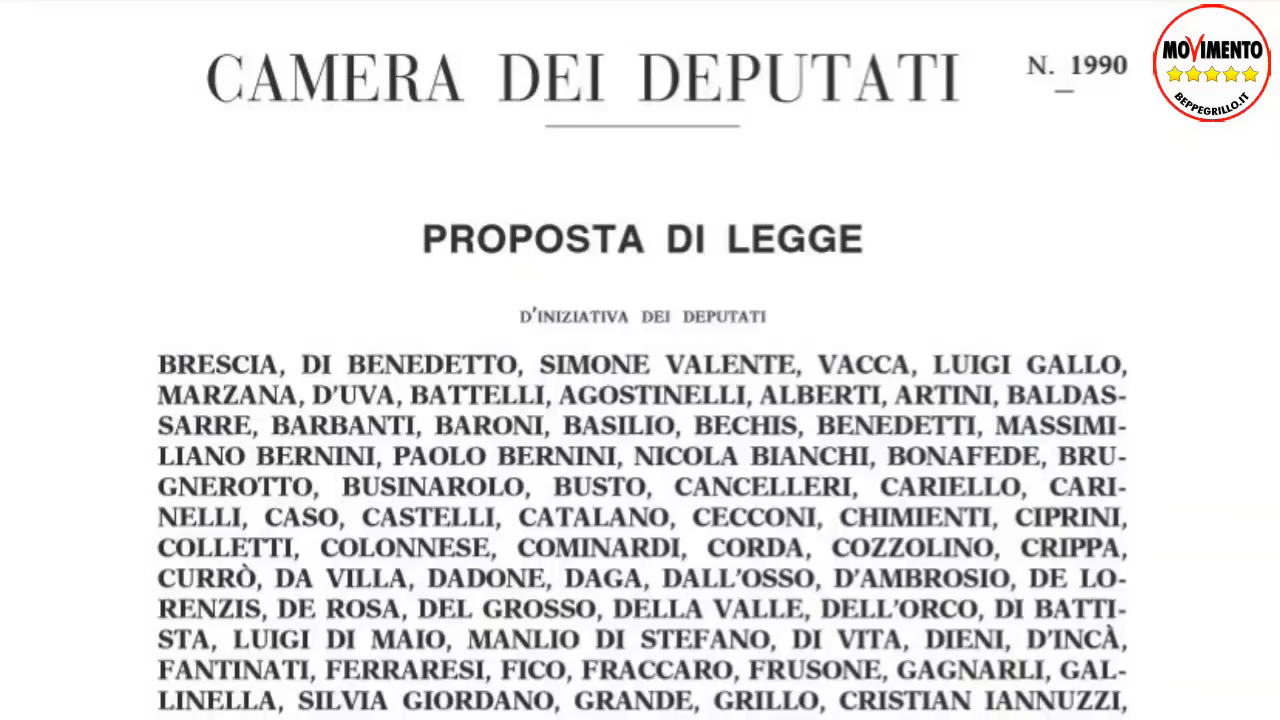 CAMERA DEI DEPUTATI
N. 1990
MOVIMENTO
BEPPEGRILLO.IT
PROPOSTA DI LEGGE
D'INIZIATIVA DEI DEPUTATI
BRESCIA, DI BENEDETTO, SIMONE VALENTE, VACCA, LUIGI GALLO,
MARZANA, D'UVA, BATTELLI, AGOSTINELLI, ALBERTI, ARTINI, BALDAS-
SARRE, BARBANTI, BARONI, BASILIO, BECHIS, BENEDETTI, MASSIMI-
LIANO BERNINI, PAOLO BERNINI, NICOLA BIANCHI, BONAFEDE, BRU-
GNEROTTO, BUSINAROLO, BUSTO, CANCELLERI, CARIELLO, CARI-
NELLI, CASO, CASTELLI, CATALANO, CECCONI, CHIMIENTI, CIPRINI,
COLLETTI, COLONNESE, COMINARDI, CORDA, COZZOLINO, CRIPPA,
CURRÒ, DA VILLA, DADONE, DAGA, DALL'OSSO, D'AMBROSIO, DE LO-
RENZIS, DE ROSA, DEL GROSSO, DELLA VALLE, DELL'ORCO, DI BATTI-
STA, LUIGI DI MAIO, MANLIO DI STEFANO, DI VITA, DIENI, D'INCÀ,
FANTINATI, FERRARESI, FICO, FRACCARO, FRUSONE, GAGNARLI, GAL-
LINELLA, SILVIA GIORDANO, GRANDE, GRILLO, CRISTIAN IANNUZZI,